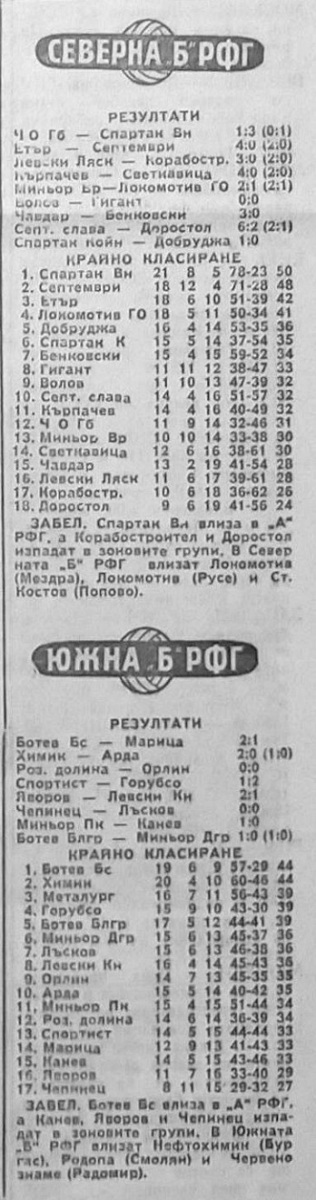 СЕВЕРНА „Б" РФГ
РЕЗУЛТАТИ
Ч О Гб — Спартак Вн 1:3 (0:1)
Етър — Септември 4:0 (2:0)
Левски Ляск — Корабостр. 3:0 (2:0)
Кърпачев — Светкавица 4:0 (2:0)
Миньор Вр—Локомотив ГО 2:1 (2:1)
Волов — Гигант 0:0
Чавдар — Бенковски 3:0
Септ. слава — Доростол 6:2 (2:1)
Спартак Койн — Добруджа 1:0
КРАЙНО КЛАСИРАНЕ
1. Спартак Вн 21 8 5 78-23 50
2. Септември 18 12 4 71-28 48
3. Етър 18 6 10 51-39 42
4. Локомотив ГО 18 5 11 50-34 41
5. Добруджа 16 4 14 53-35 36
6. Спартак К 15 5 14 37-54 35
7. Бенковски 15 4 15 59-52 34
8. Гигант 11 11 12 38-47 33
9. Волов 11 10 13 47-39 32
10. Септ. слава 14 4 16 51-57 32
11. Кърпачев 14 4 16 40-49 32
12. Ч О Гб 11 9 14 32-46 31
13. Миньор Вр 10 10 14 33-38 30
14. Светкавица 12 6 16 38-61 30
15. Чавдар 13 2 19 41-54 28
16. Левски Ляск 11 6 17 39-61 28
17. Корабостр. 10 6 18 36-62 26
18. Доростол 9 6 19 41-56 24
ЗАБЕЛ. Спартак Вн влиза в „А"
РФГ, а Корабостроител и Доростол
изпадат в зоновите групи. В Север
ната „Б" РФГ влизат Локомотив
(Мездра), Локомотив (Русе) и Ст.
Костов (Попово).
ЮЖНА „Б" РФГ
РЕЗУЛТАТИ
Ботев Бс — Марица 2:1
Химик — Арда 2:0 (1:0)
Роз. долина — Орлин 0:0
Спортист — Горубсо 1:2
Яворов — Левски Кн 2:1
Чепинец — Лъсков 0:0
Миньор Пк — Канев 1:0
Ботев Блгр — Миньор Дгр 1:0 (1:0)
КРАЙНО КЛАСИРАНЕ
1. Ботев Бс 19 6 9 57-29 44
2. Химик 20 4 10 60-46 44
3. Металург 16 7 11 56-43 39
4. Горубсо 15 9 10 43-30 39
5. Ботев Блгр 17 5 12 44-41 39
6. Миньор Дгр 15 6 13 45-37 36
7. Лъсков 15 6 13 46-38 36
8. Левски Кн 16 4 14 45-43 36
9. Орлин 14 7 13 45-35 35
10. Арда 15 5 14 40-42 35
11. Миньор Пк 15 4 15 51-44 34
12. Роз. долина 14 6 14 36-39 34
13. Спортист 14 5 15 44-44 33
14. Марица 12 9 13 41-43 33
15. Канев 14 5 15 43-46 33
16. Яворов 11 7 16 33-40 29
17. Чепинец 8 11 15 29-32 27
ЗАБЕЛ. Ботев Бс влиза в „А" РФГ,
а Канев, Яворов и Чепинец изпа-
дат в зоновите групи. В Южната
„Б" РФГ влизат Нефтохимик (Бур
гас), Родопа (Смолян) и Червено
знаме (Радомир).